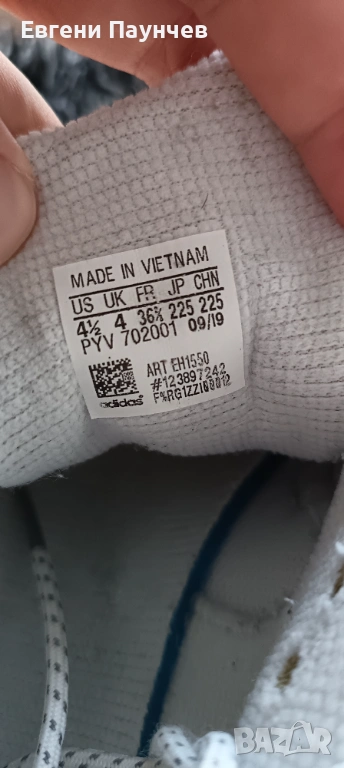 Евгени Паунчев
MADE IN VIETNAM
US UK FR JP CHN
4½ 4 36⅔ 225 225
PYV 702001 09/19
ART EH1550
#123897242
adidas
BAZAR